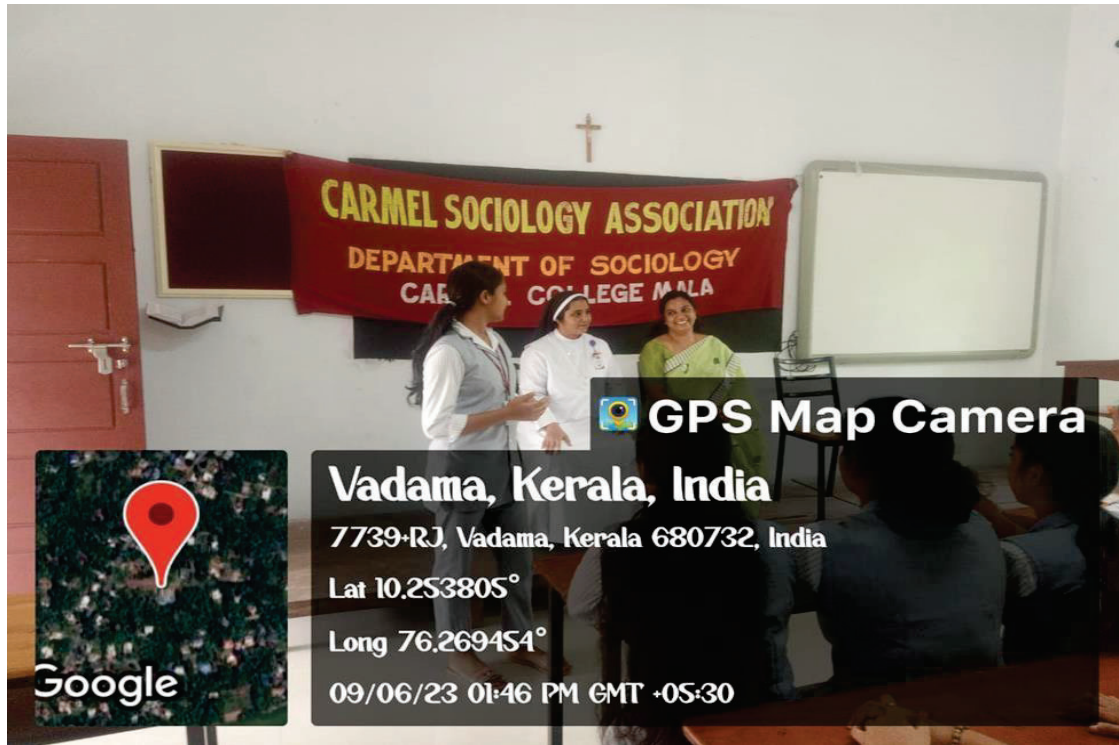 CARMEL SOCIOLOGY ASSOCIATION
DEPARTMENT OF SOCIOLOGY
COLLEGE MALA
GPS Map Camera
Vadama, Kerala, India
7739+RJ, Vadama, Kerala 680732, India
Lat 10.253805°
Long 76.269454°
09/06/23 01:46 PM GMT +05:30
Google